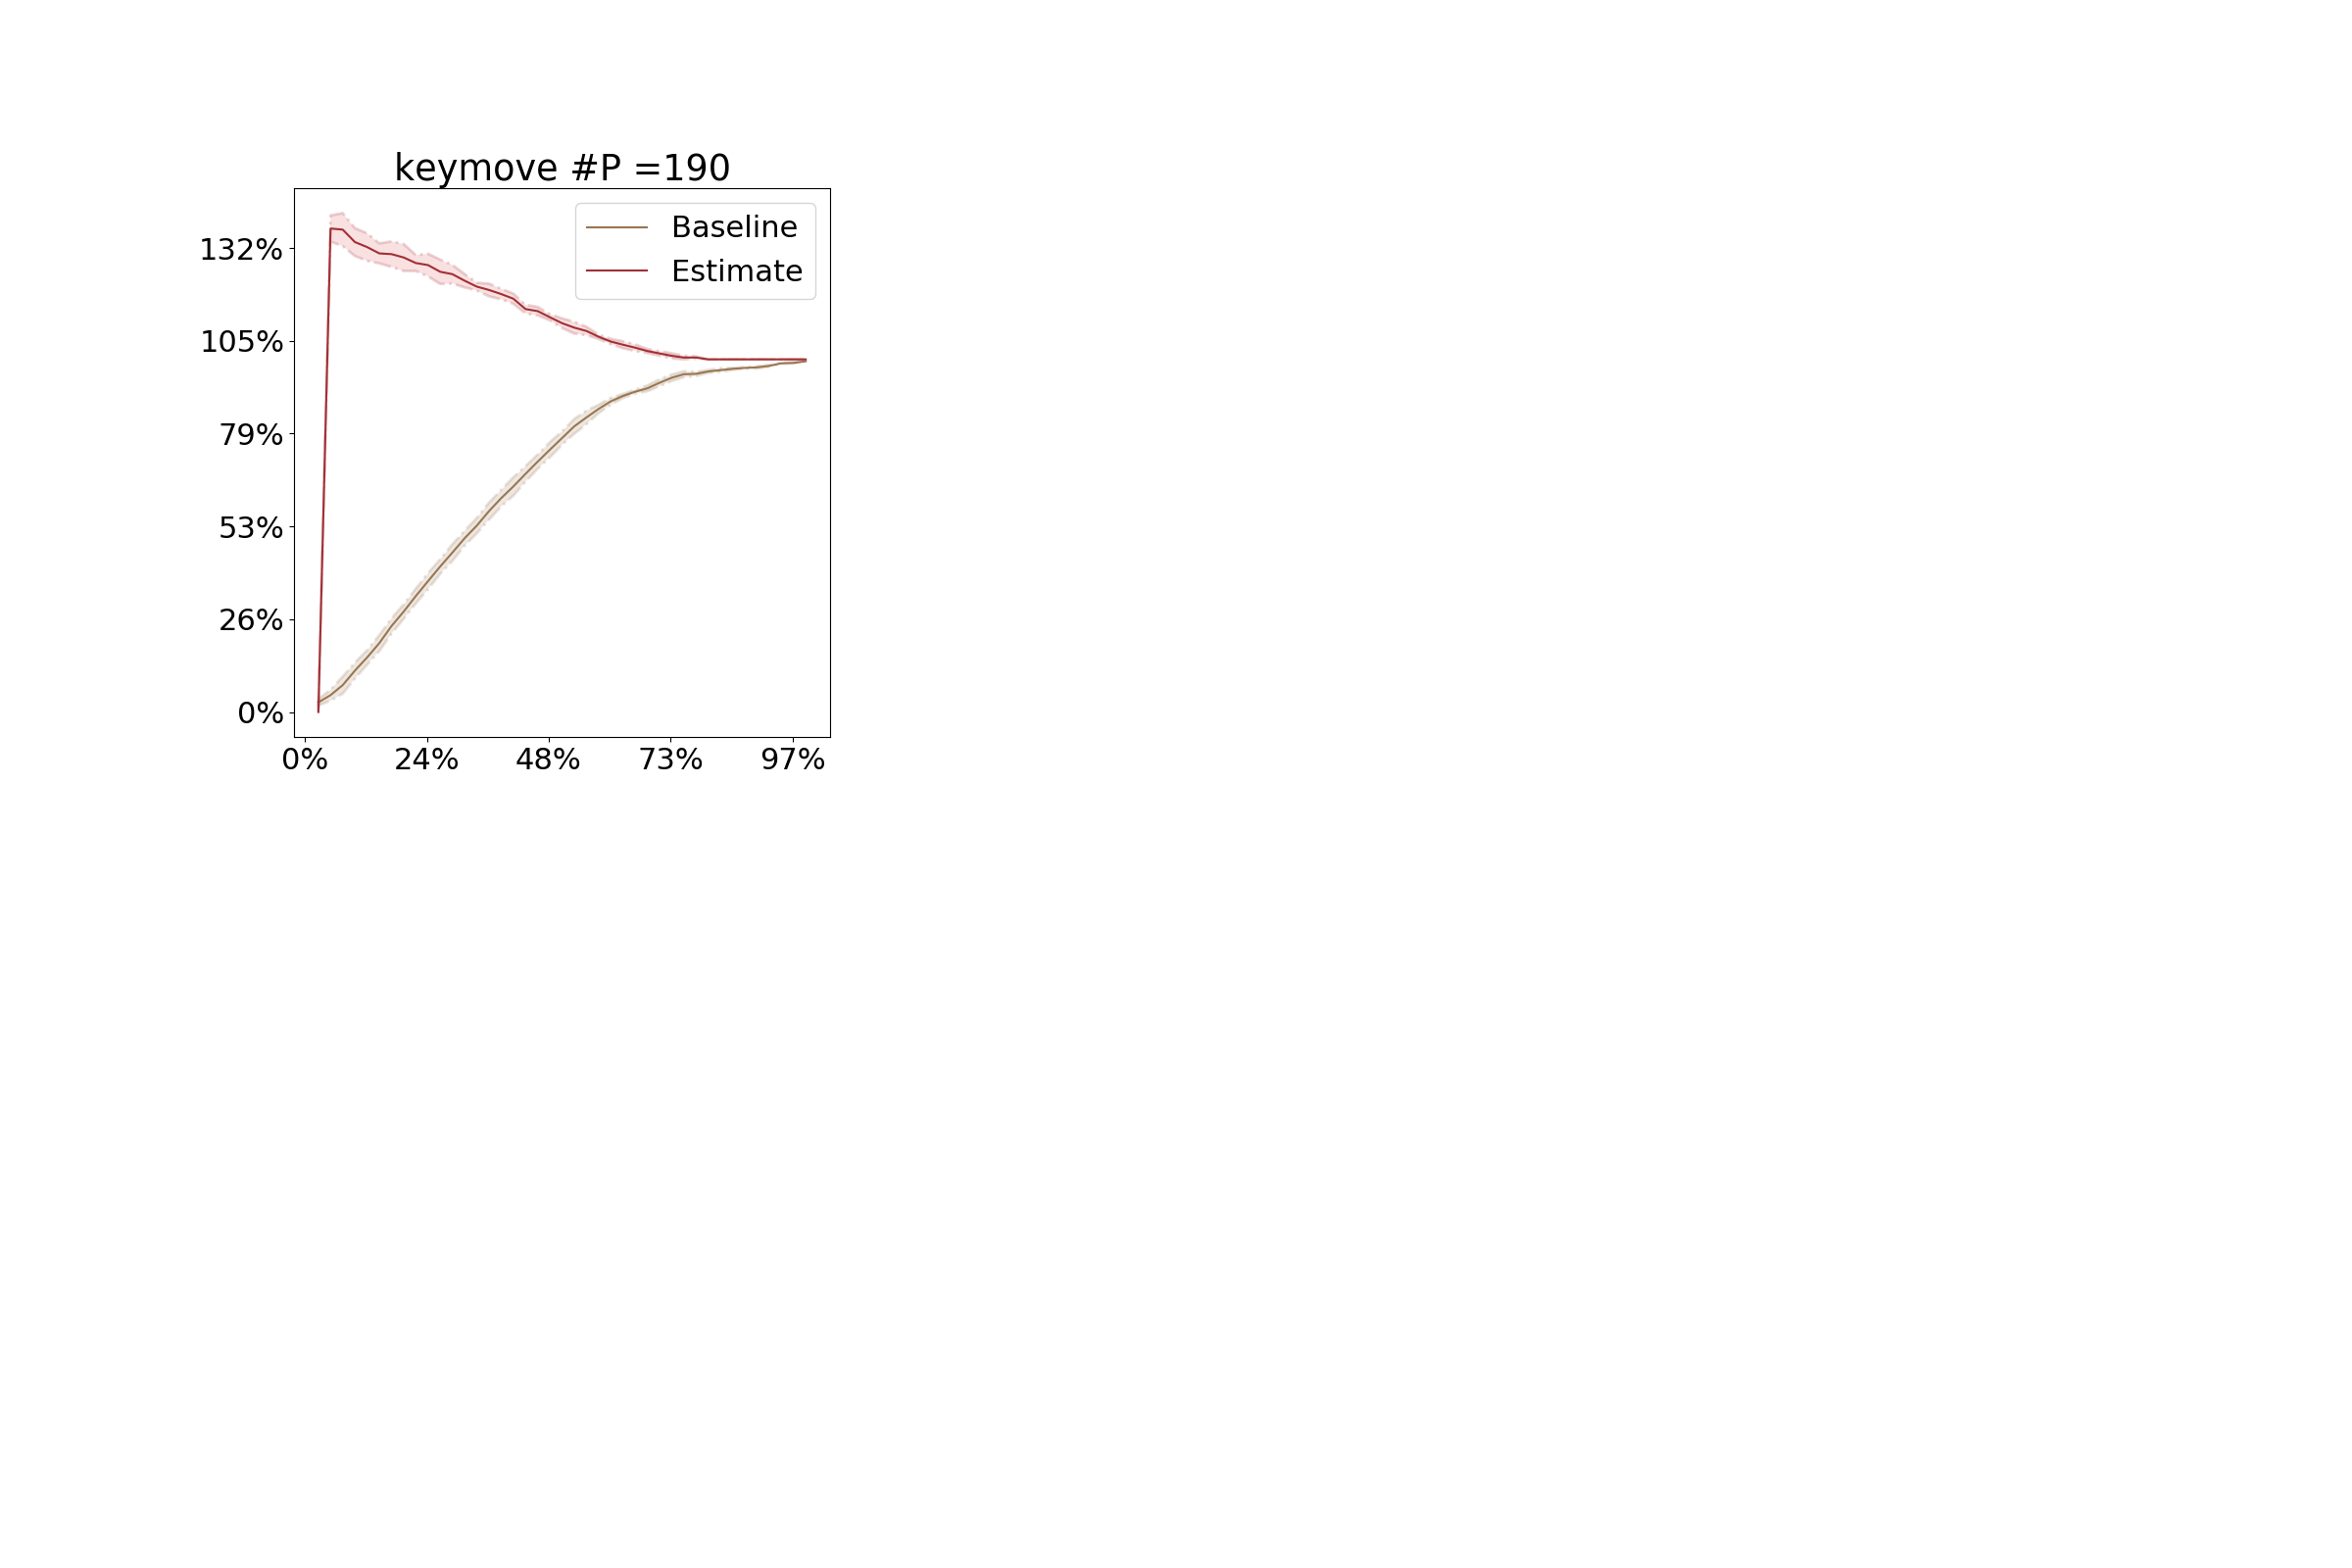 keymove #P =190
Baseline
Estimate
132%
105%
79%
53%
26%
0%
0% 24% 48% 73% 97%